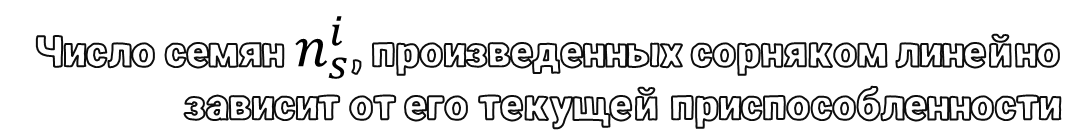 Число семян $n_s^i$, произведенных сорняком линейно
зависит от его текущей приспособленности